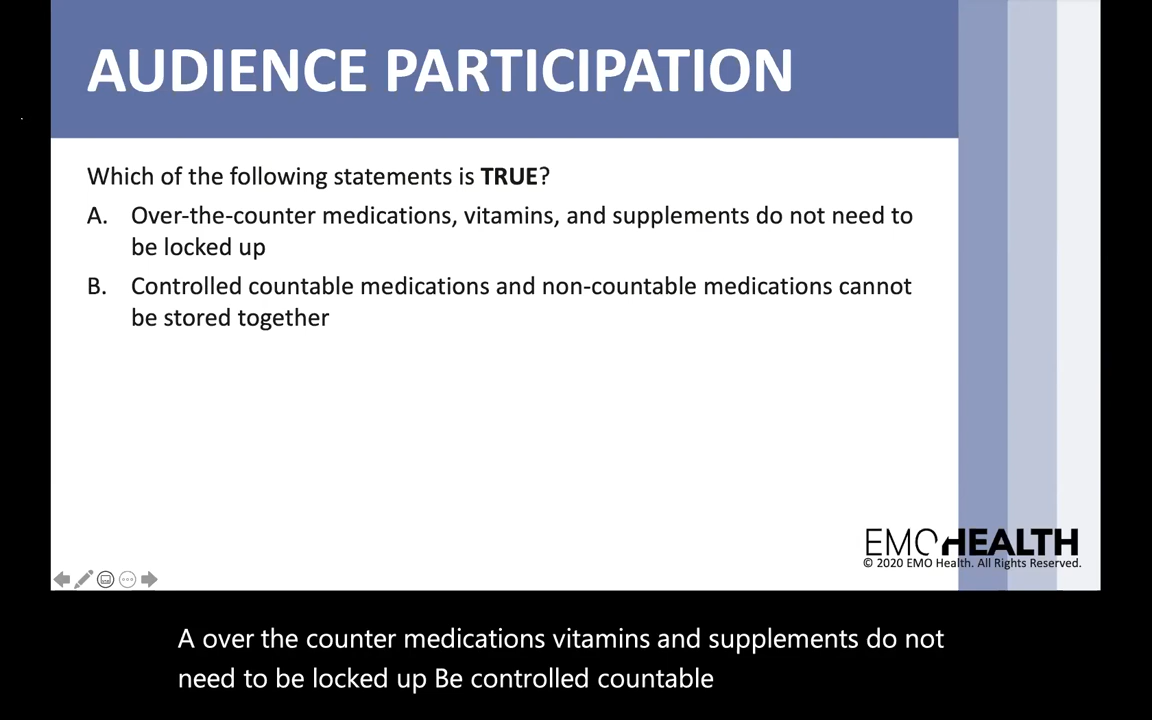 AUDIENCE PARTICIPATION
Which of the following statements is TRUE?
A. Over-the-counter medications, vitamins, and supplements do not need to
be locked up
B. Controlled countable medications and non-countable medications cannot
be stored together
EMO HEALTH
© 2020 EMO Health. All Rights Reserved.
A over the counter medications vitamins and supplements do not
need to be locked up Be controlled countable